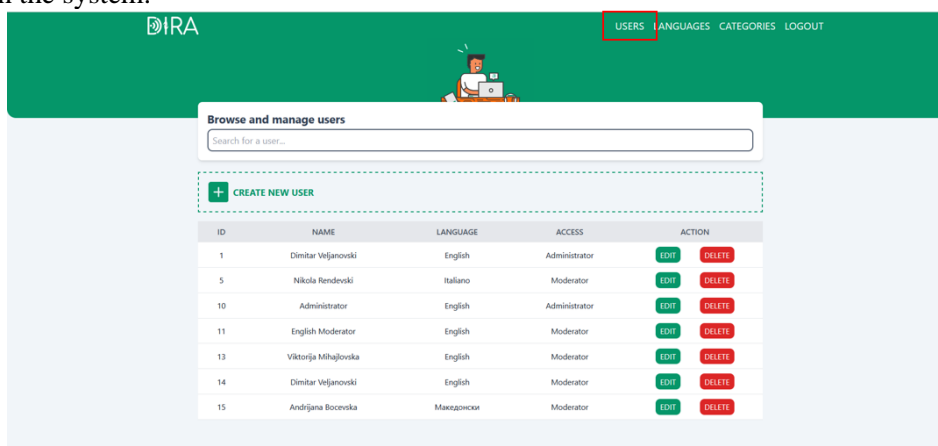 the system.
DIRA
USERS LANGUAGES CATEGORIES LOGOUT
Browse and manage users
Search for a user...
+ CREATE NEW USER
ID NAME LANGUAGE ACCESS ACTION
1 Dimitar Veljanovski English Administrator EDIT DELETE
5 Nikola Rendevski Italiano Moderator EDIT DELETE
10 Administrator English Administrator EDIT DELETE
11 English Moderator English Moderator EDIT DELETE
13 Viktorija Mihajlovska English Moderator EDIT DELETE
14 Dimitar Veljanovski English Moderator EDIT DELETE
15 Andrijana Bocevska Македонски Moderator EDIT DELETE